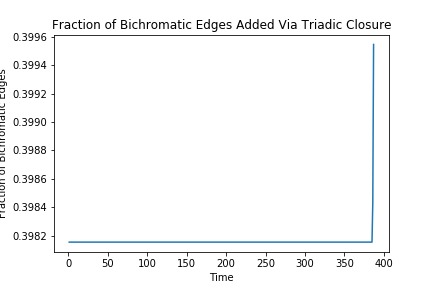 Fraction of Bichromatic Edges Added Via Triadic Closure
0.3996
0.3994
0.3992
0.3990
0.3988
0.3986
0.3984
0.3982
Fraction of Bichromatic Edges
0 50 100 150 200 250 300 350 400
Time